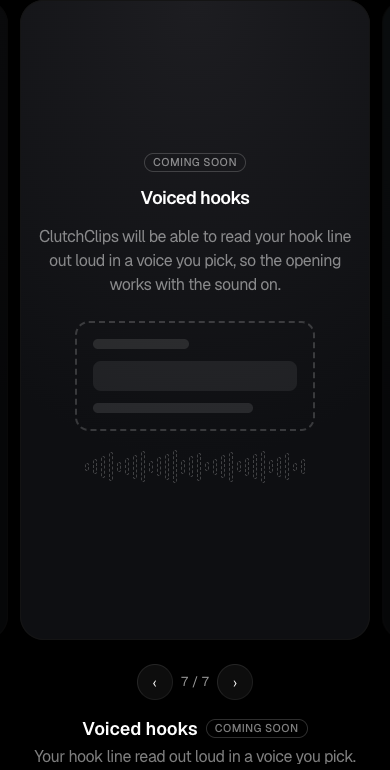 COMING SOON
Voiced hooks
ClutchClips will be able to read your hook line
out loud in a voice you pick, so the opening
works with the sound on.
‹ 7 / 7 ›
Voiced hooks COMING SOON
Your hook line read out loud in a voice you pick.